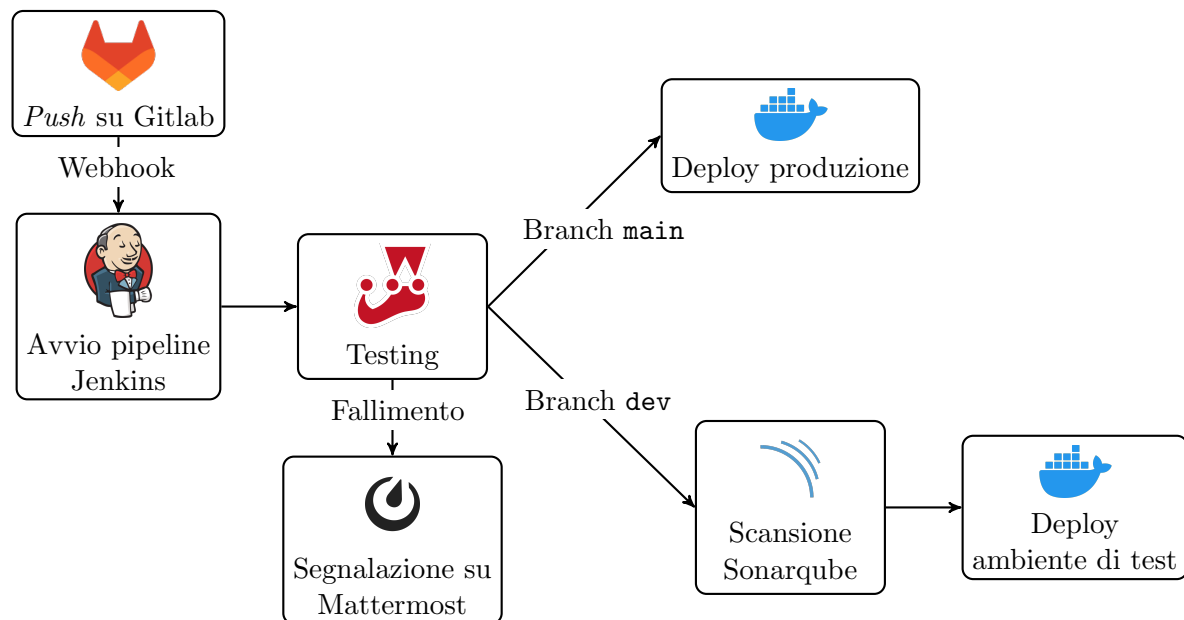 Push su Gitlab
Webhook
Avvio pipeline
Jenkins
Testing
Fallimento
Segnalazione su
Mattermost
Branch main
Deploy produzione
Branch dev
Scansione
Sonarqube
Deploy
ambiente di test